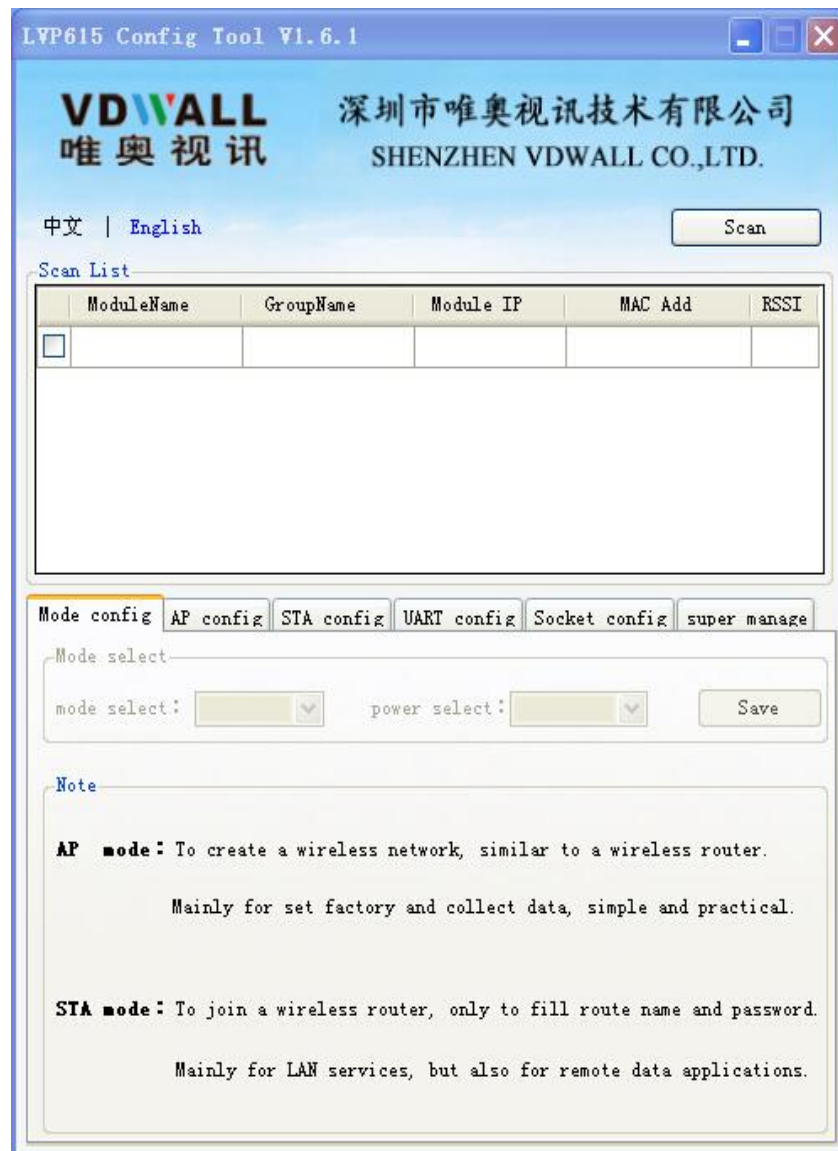 LVP615 Config Tool V1.6.1
VDWALL
唯奥视讯
深圳市唯奥视讯技术有限公司
SHENZHEN VDWALL CO.,LTD.
中文 | English
Scan
Scan List
ModuleName GroupName Module IP MAC Add RSSI
Mode config AP config STA config UART config Socket config super manage
Mode select
mode select: power select: Save
Note
AP mode: To create a wireless network, similar to a wireless router.
Mainly for set factory and collect data, simple and practical.
STA mode: To join a wireless router, only to fill route name and password.
Mainly for LAN services, but also for remote data applications.